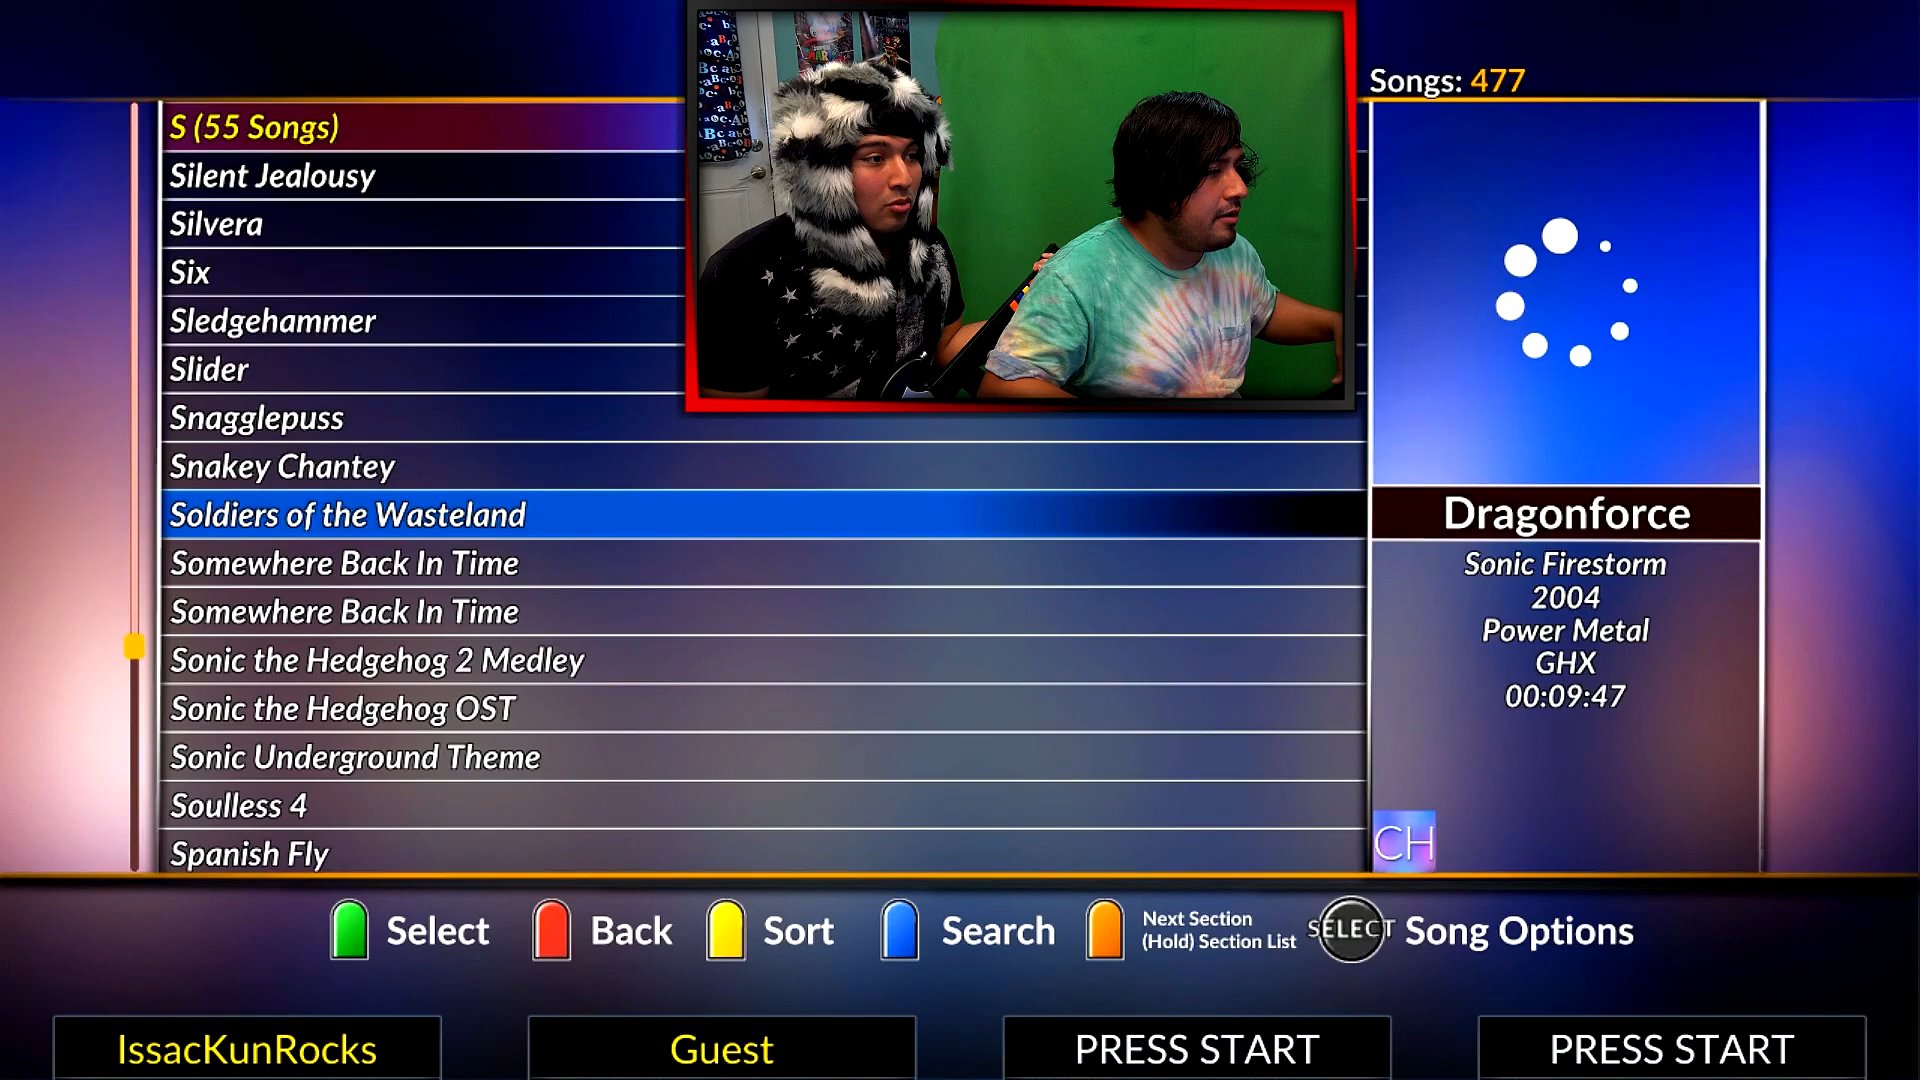 Songs: 477
S (55 Songs)
Silent Jealousy
Silvera
Six
Sledgehammer
Slider
Snagglepuss
Snakey Chantey
Soldiers of the Wasteland
Somewhere Back In Time
Somewhere Back In Time
Sonic the Hedgehog 2 Medley
Sonic the Hedgehog OST
Sonic Underground Theme
Soulless 4
Spanish Fly
Dragonforce
Sonic Firestorm
2004
Power Metal
GHX
00:09:47
CH
Select
Back
Sort
Search
Next Section
(Hold) Section List
SELECT
Song Options
IssacKunRocks
Guest
PRESS START
PRESS START